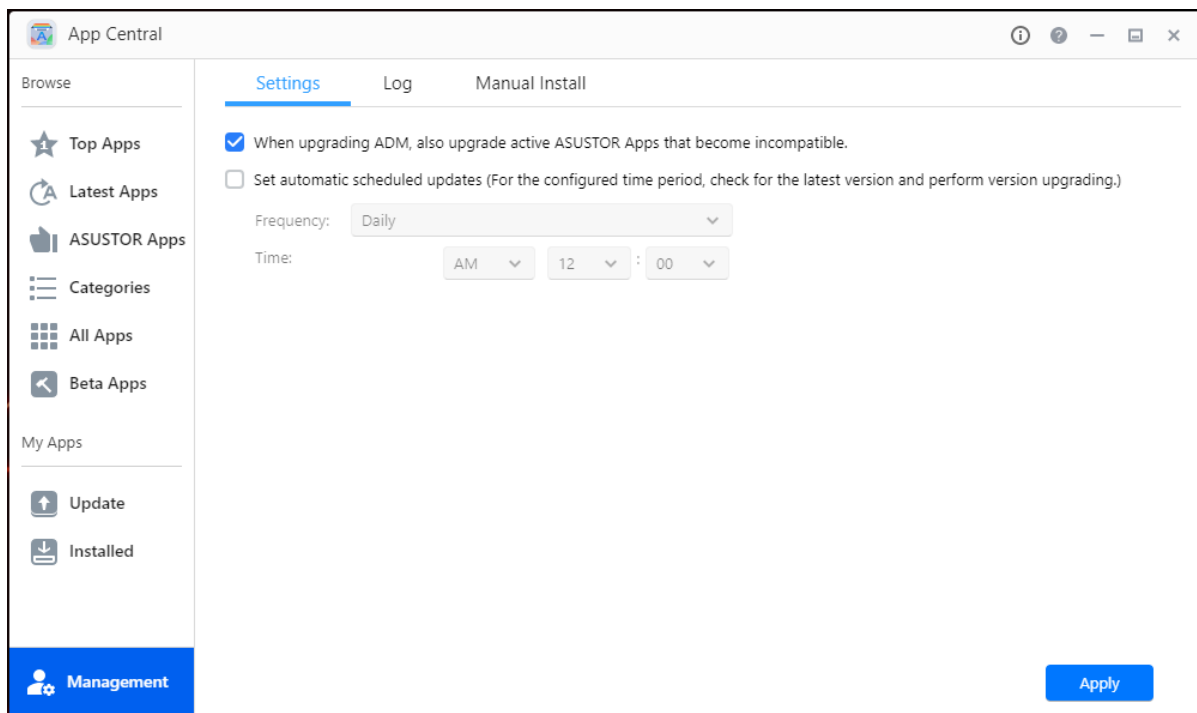 App Central
Browse
Top Apps
Latest Apps
ASUSTOR Apps
Categories
All Apps
Beta Apps
My Apps
Update
Installed
Management
Settings Log Manual Install
When upgrading ADM, also upgrade active ASUSTOR Apps that become incompatible.
Set automatic scheduled updates (For the configured time period, check for the latest version and perform version upgrading.)
Frequency: Daily
Time: AM 12 : 00
Apply